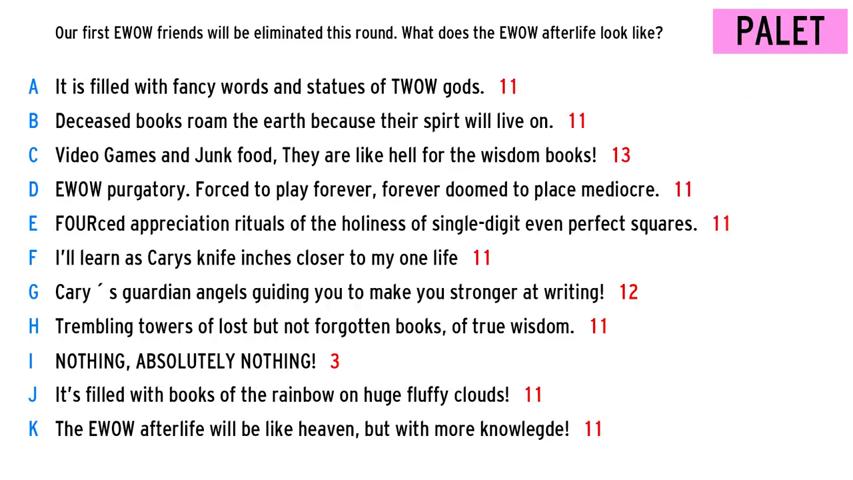 Our first EWOW friends will be eliminated this round. What does the EWOW afterlife look like?
PALET
A It is filled with fancy words and statues of TWOW gods. 11
B Deceased books roam the earth because their spirt will live on. 11
C Video Games and Junk food, They are like hell for the wisdom books! 13
D EWOW purgatory. Forced to play forever, forever doomed to place mediocre. 11
E FOURced appreciation rituals of the holiness of single-digit even perfect squares. 11
F I'll learn as Carys knife inches closer to my one life 11
G Cary ´ s guardian angels guiding you to make you stronger at writing! 12
H Trembling towers of lost but not forgotten books, of true wisdom. 11
I NOTHING, ABSOLUTELY NOTHING! 3
J It's filled with books of the rainbow on huge fluffy clouds! 11
K The EWOW afterlife will be like heaven, but with more knowlegde! 11